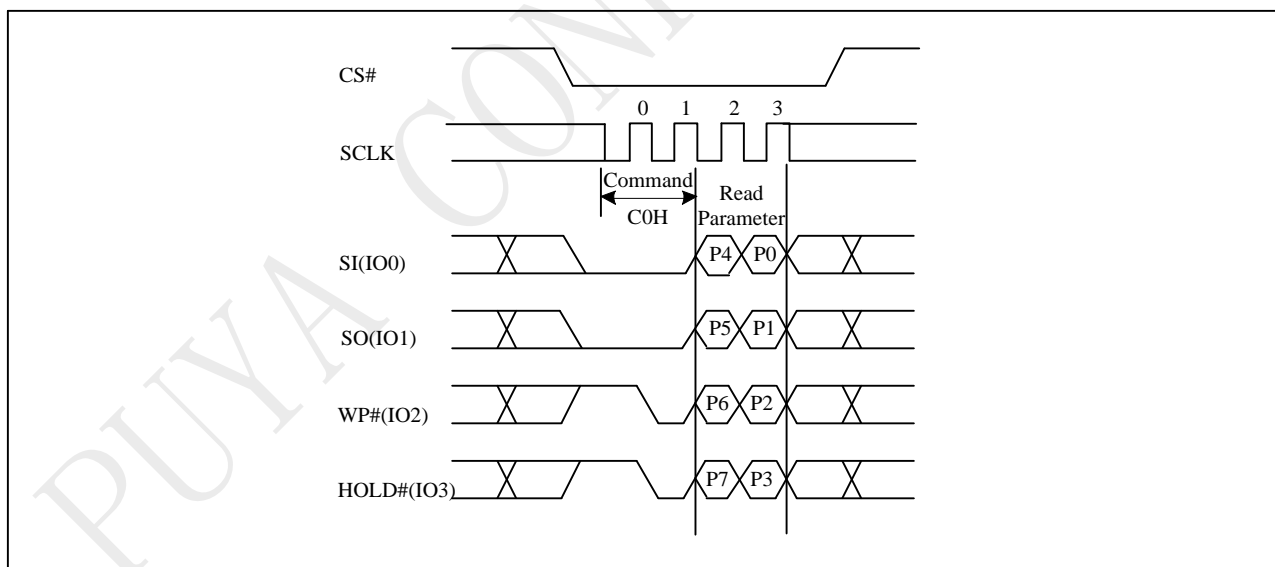 PUYA CON
CS#
0 1 2 3
SCLK
Command
C0H
Read
Parameter
SI(IO0)
P4 P0
SO(IO1)
P5 P1
WP#(IO2)
P6 P2
HOLD#(IO3)
P7 P3